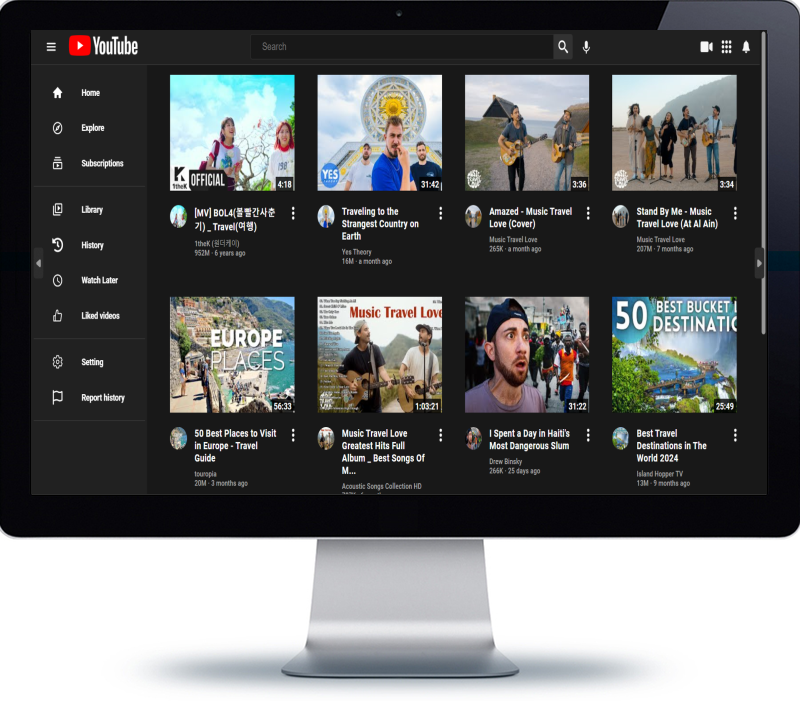 YouTube
Search
Home
Explore
Subscriptions
Library
History
Watch Later
Liked videos
Setting
Report history
1theK
OFFICIAL
4:18
[MV] BOL4(볼빨간사춘
기) _ Travel(여행)
1theK (원더케이)
952M · 6 years ago
YES
31:42
Traveling to the
Strangest Country on
Earth
Yes Theory
16M · a month ago
3:36
Amazed - Music Travel
Love (Cover)
Music Travel Love
265K · a month ago
3:34
Stand By Me - Music
Travel Love (At Al Ain)
Music Travel Love
207M · 7 months ago
EUROPE
PLACES
56:33
50 Best Places to Visit
in Europe - Travel
Guide
touropia
20M · 3 months ago
Music Travel Love
1:03:21
Music Travel Love
Greatest Hits Full
Album _ Best Songs Of
M...
Acoustic Songs Collection HD
31:22
I Spent a Day in Haiti's
Most Dangerous Slum
Drew Binsky
266K · 25 days ago
50 BEST BUCKET L
DESTINATIC
25:49
Best Travel
Destinations in The
World 2024
Island Hopper TV
13M · 9 months ago